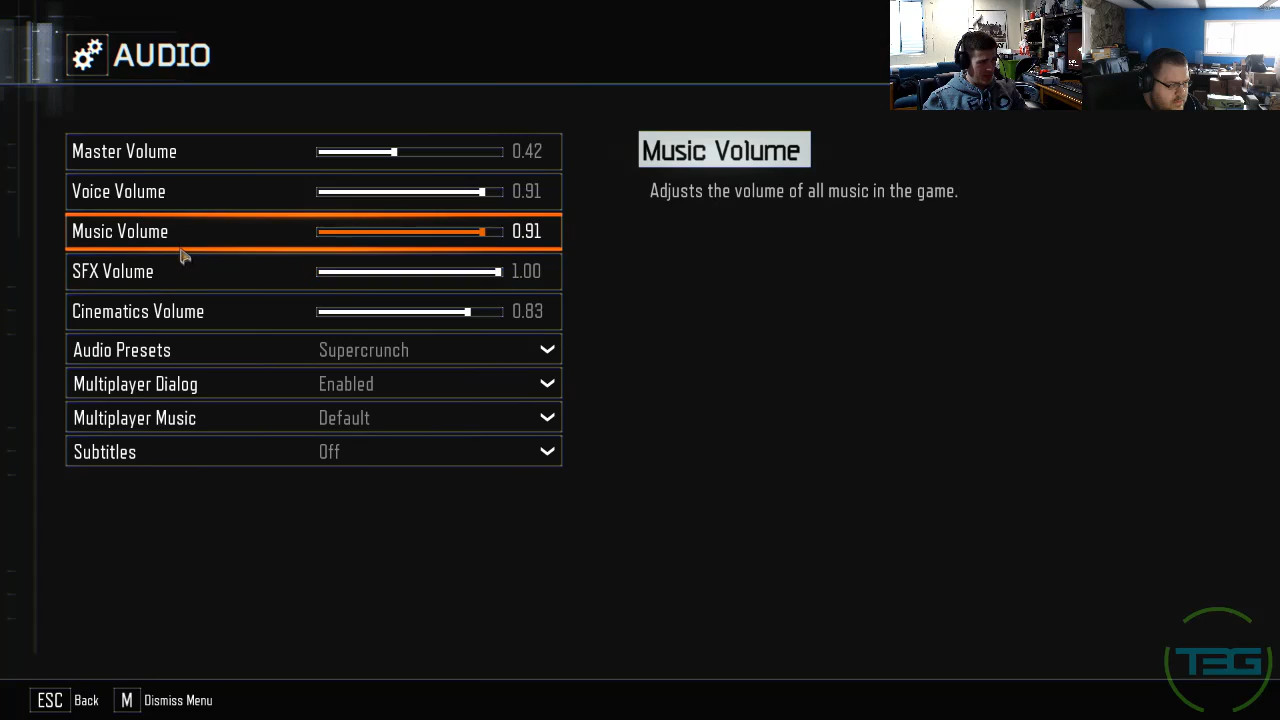 AUDIO
Master Volume 0.42
Voice Volume 0.91
Music Volume 0.91
SFX Volume 1.00
Cinematics Volume 0.83
Audio Presets Supercrunch
Multiplayer Dialog Enabled
Multiplayer Music Default
Subtitles Off
Music Volume
Adjusts the volume of all music in the game.
ESC Back M Dismiss Menu
TBG